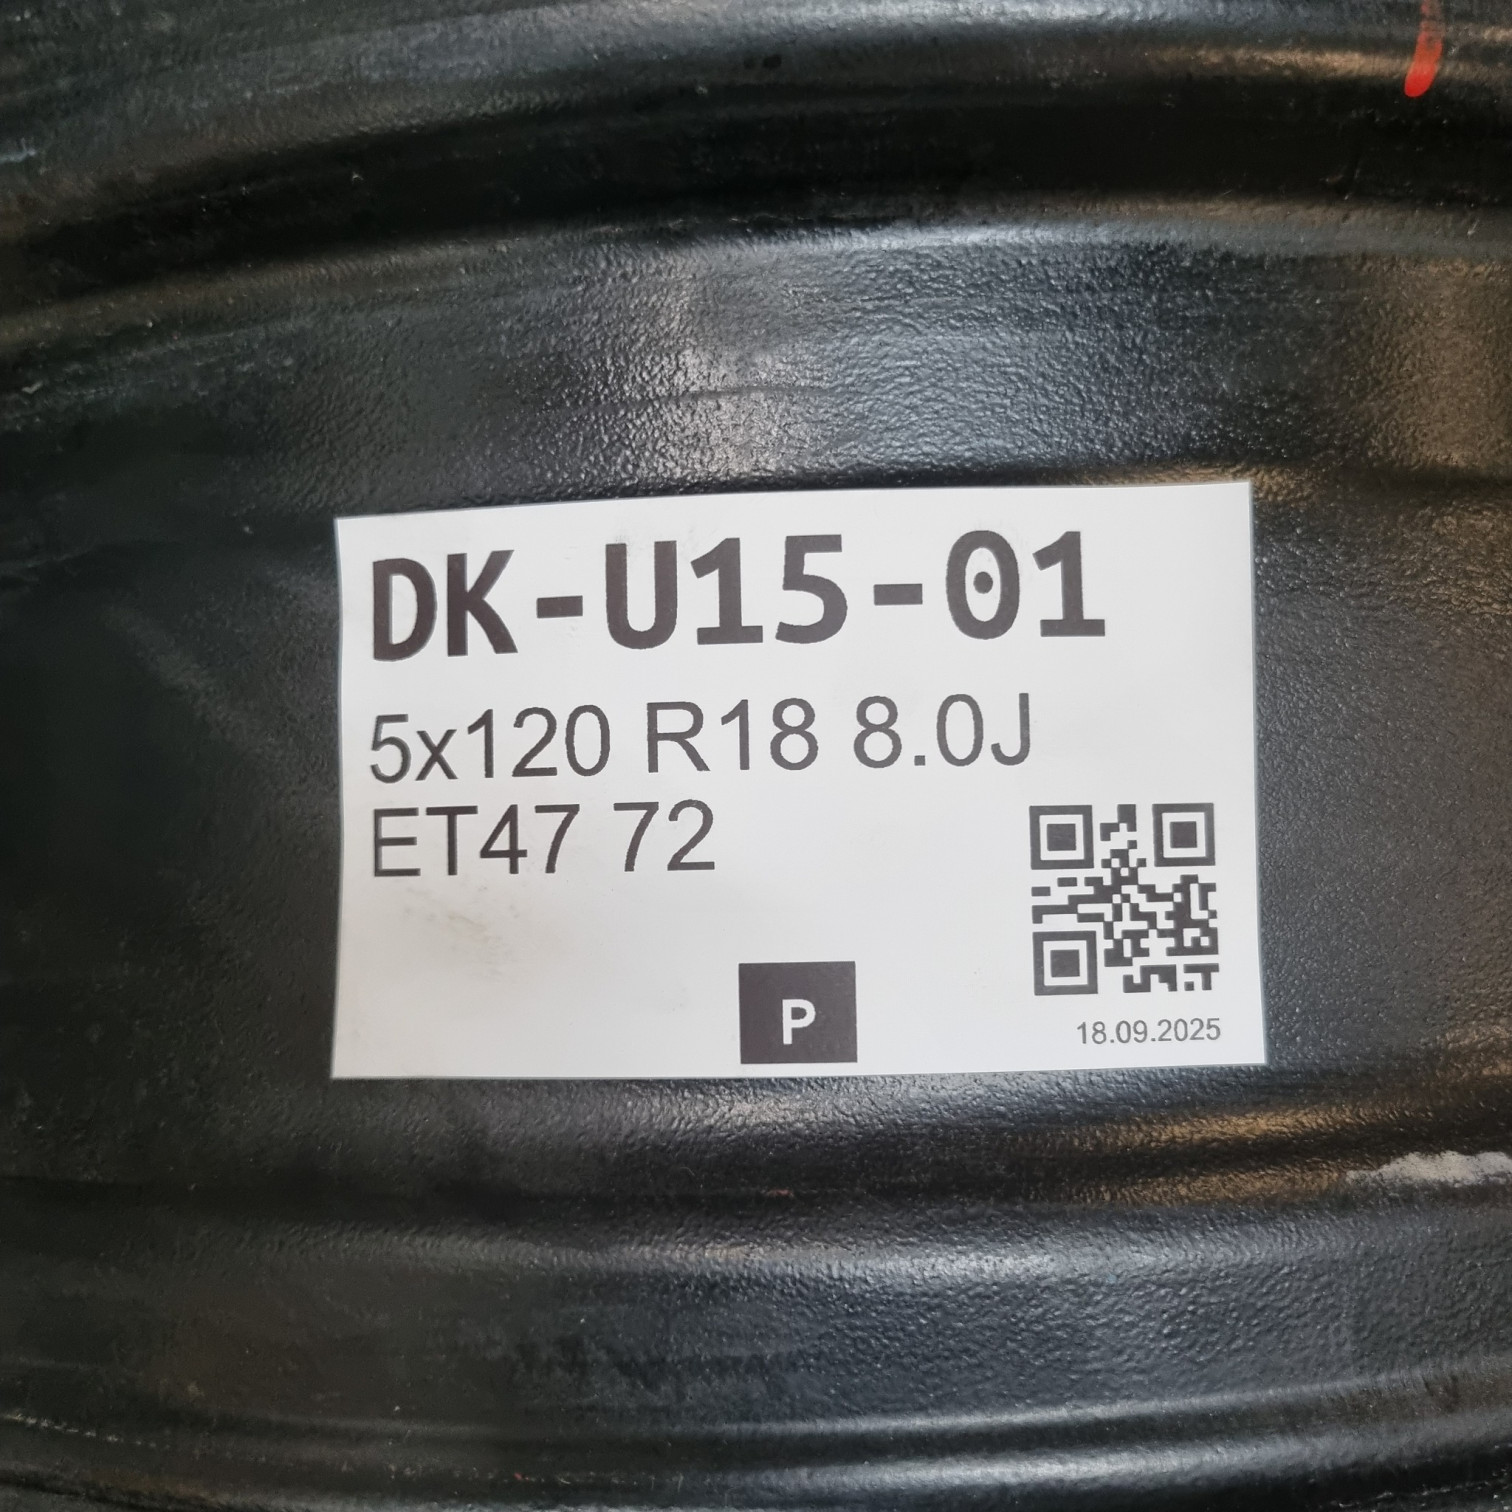 DK-U15-01
5x120 R18 8.0J
ET47 72
P
18.09.2025